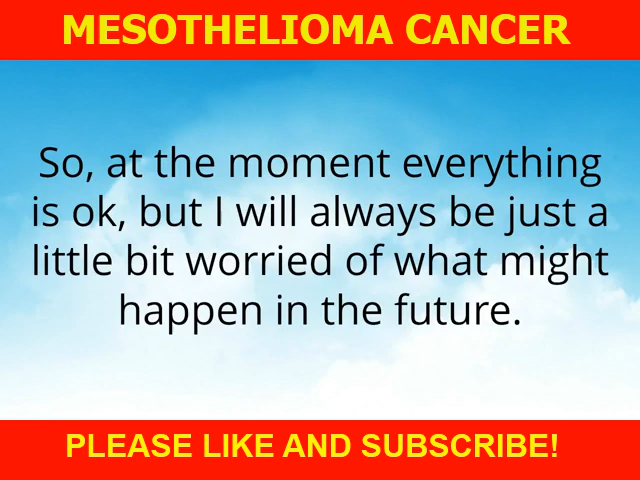 MESOTHELIOMA CANCER
So, at the moment everything
is ok, but I will always be just a
little bit worried of what might
happen in the future.
PLEASE LIKE AND SUBSCRIBE!